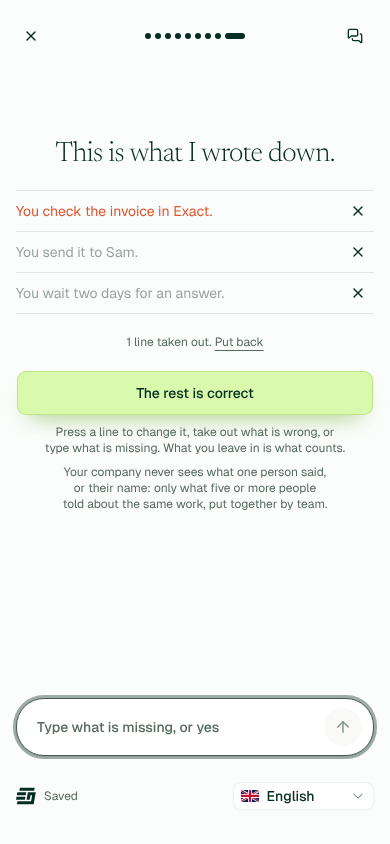 This is what I wrote down.
You check the invoice in Exact.
You send it to Sam.
You wait two days for an answer.
1 line taken out. Put back
The rest is correct
Press a line to change it, take out what is wrong, or
type what is missing. What you leave in is what counts.
Your company never sees what one person said,
or their name: only what five or more people
told about the same work, put together by team.
Type what is missing, or yes
Saved
English